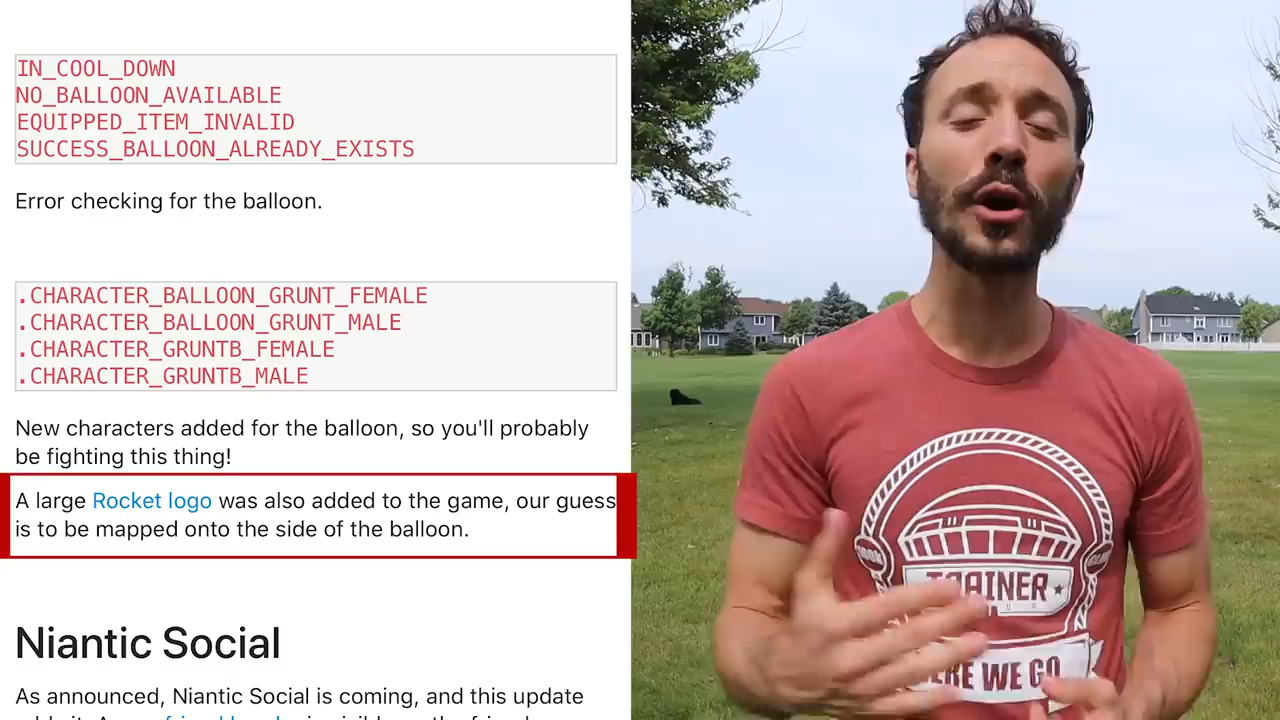 IN_COOL_DOWN
NO_BALLOON_AVAILABLE
EQUIPPED_ITEM_INVALID
SUCCESS_BALLOON_ALREADY_EXISTS
Error checking for the balloon.
.CHARACTER_BALLOON_GRUNT_FEMALE
.CHARACTER_BALLOON_GRUNT_MALE
.CHARACTER_GRUNTB_FEMALE
.CHARACTER_GRUNTB_MALE
New characters added for the balloon, so you'll probably
be fighting this thing!
A large Rocket logo was also added to the game, our guess
is to be mapped onto the side of the balloon.
Niantic Social
As announced, Niantic Social is coming, and this update
TRAINER
HERE WE GO